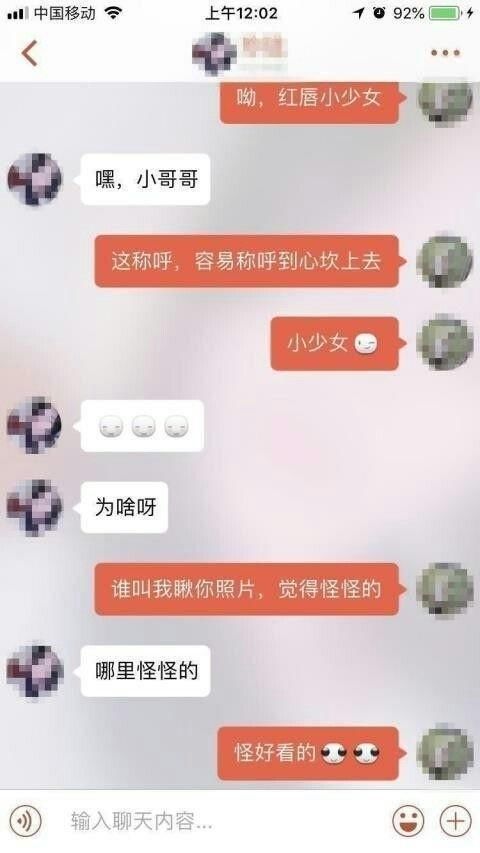 中国移动 上午12:02 92%
呦，红唇小少女
嘿，小哥哥
这称呼，容易称呼到心坎上去
小少女
为啥呀
谁叫我瞅你照片，觉得怪怪的
哪里怪怪的
怪好看的
输入聊天内容...